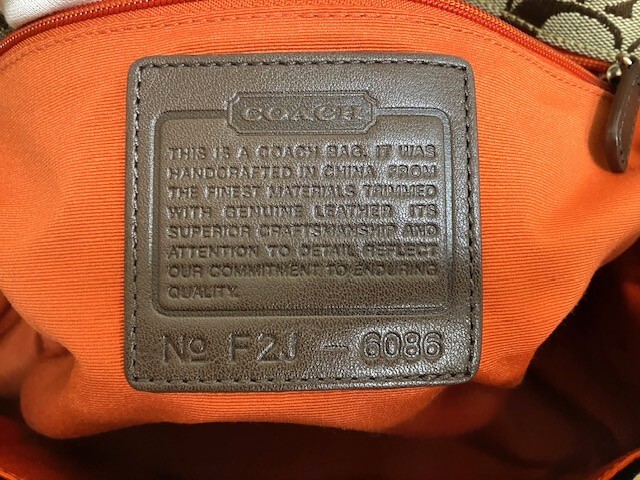 COACH
THIS IS A COACH BAG. IT WAS
HANDCRAFTED IN CHINA FROM
THE FINEST MATERIALS TRIMMED
WITH GENUINE LEATHER. ITS
SUPERIOR CRAFTSMANSHIP AND
ATTENTION TO DETAIL REFLECT
OUR COMMITMENT TO ENDURING
QUALITY.
No F2J - 6086